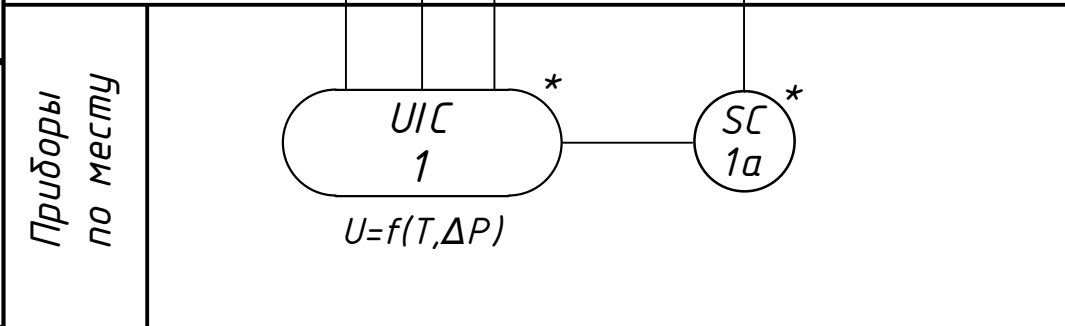 Приборы
по месту
UIC
1
*
SC
1a
*
U=f(T,ΔP)